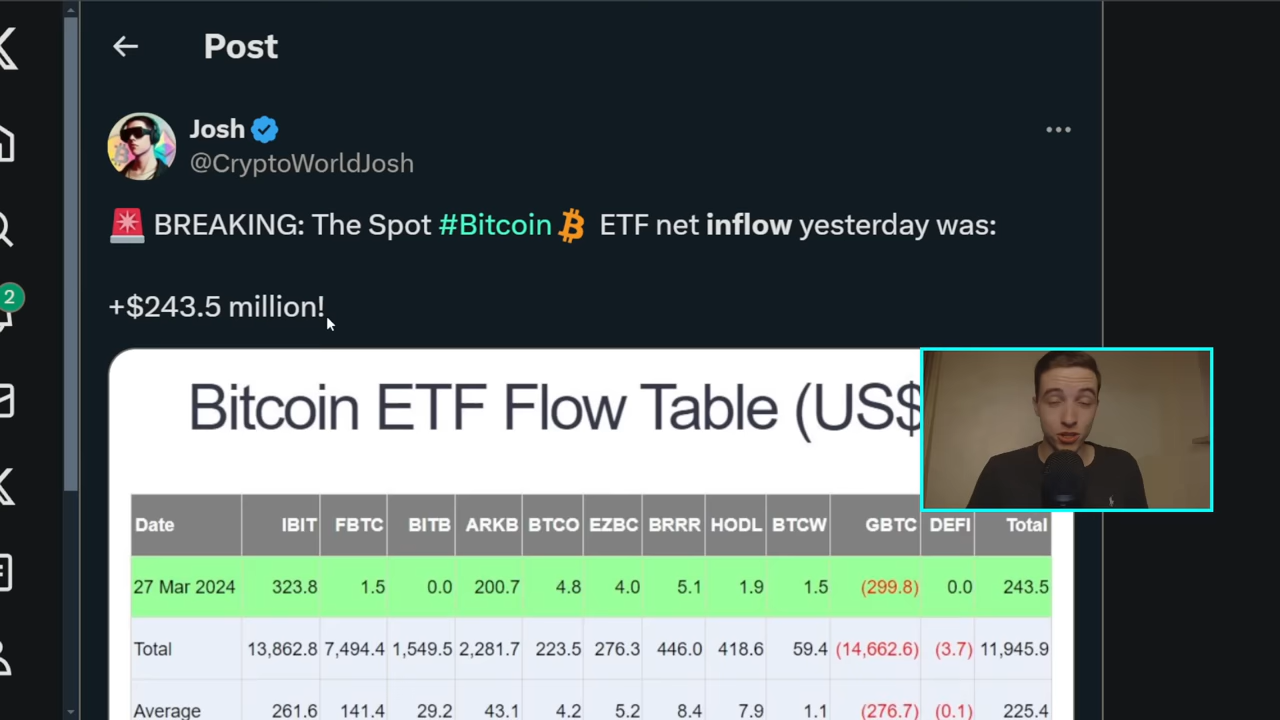 Post
Josh
@CryptoWorldJosh
🚨 BREAKING: The Spot #Bitcoin ETF net inflow yesterday was:
+$243.5 million!
Bitcoin ETF Flow Table (US$
Date IBIT FBTC BITB ARKB BTCO EZBC BRRR HODL BTCW GBTC DEFI Total
27 Mar 2024 323.8 1.5 0.0 200.7 4.8 4.0 5.1 1.9 1.5 (299.8) 0.0 243.5
Total 13,862.8 7,494.4 1,549.5 2,281.7 223.5 276.3 446.0 418.6 59.4 (14,662.6) (3.7) 11,945.9
Average 261.6 141.4 29.2 43.1 4.2 5.2 8.4 7.9 1.1 (276.7) (0.1) 225.4
2